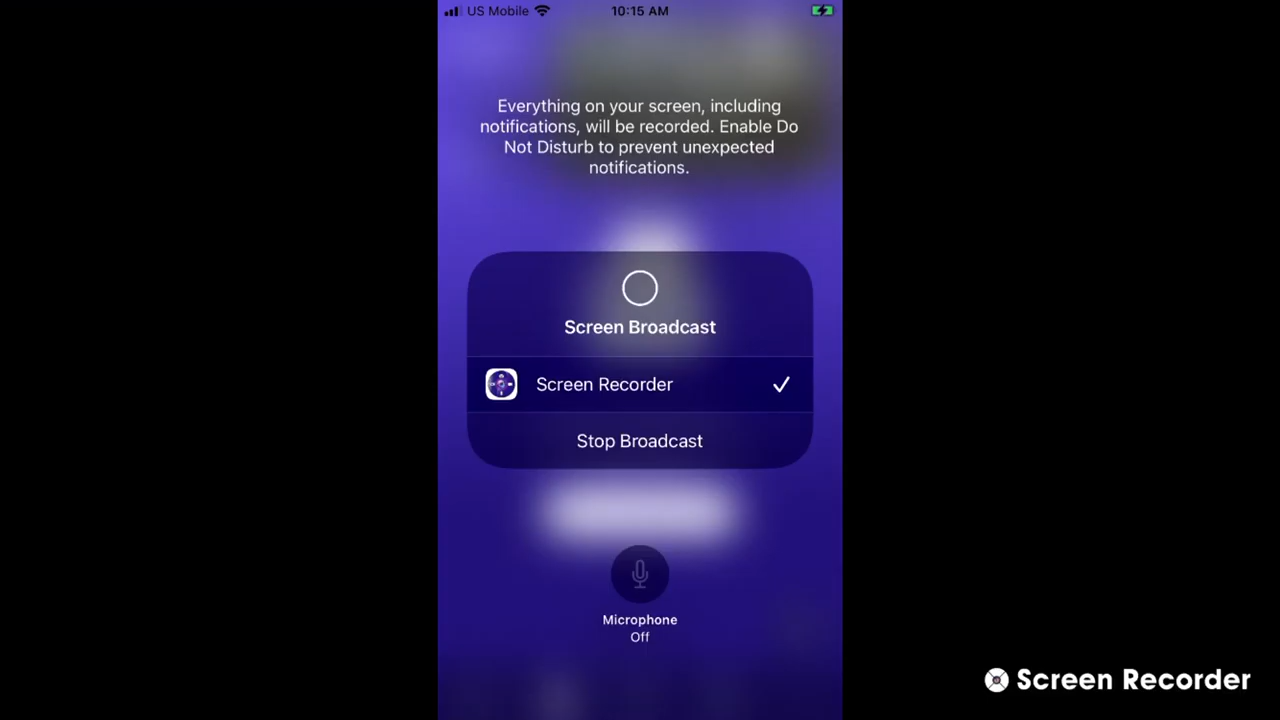 US Mobile 10:15 AM
Everything on your screen, including
notifications, will be recorded. Enable Do
Not Disturb to prevent unexpected
notifications.
Screen Broadcast
Screen Recorder
Stop Broadcast
Microphone
Off
Screen Recorder